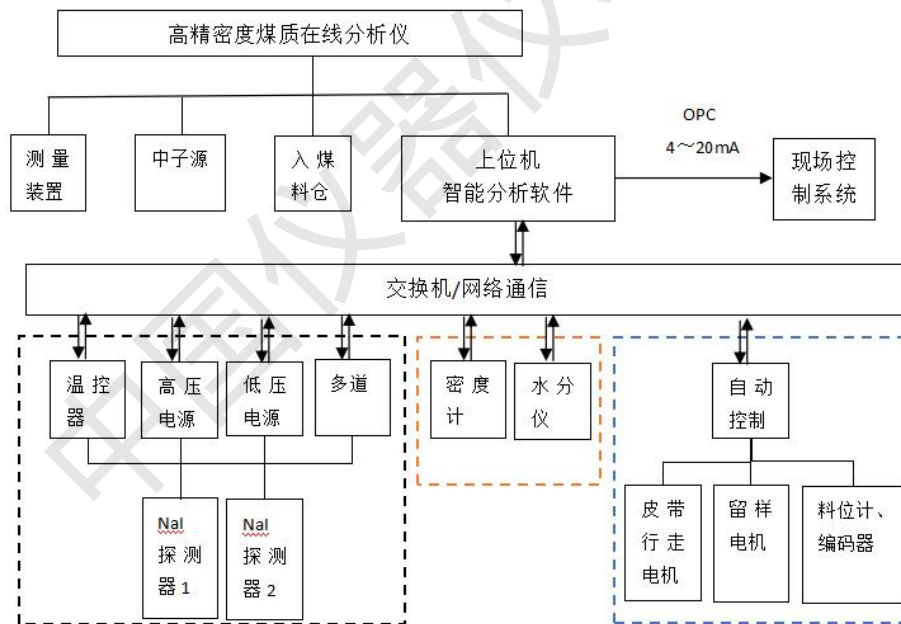 高精密度煤质在线分析仪
OPC
4～20mA
测量
装置
中子源
入煤
料仓
上位机
智能分析软件
现场控
制系统
交换机/网络通信
温控
器
高压
电源
低压
电源
多道
密度
计
水分
仪
自动
控制
NaI
探测
器1
NaI
探测
器2
皮带
行走
电机
留样
电机
料位计、
编码器
中国仪器仪